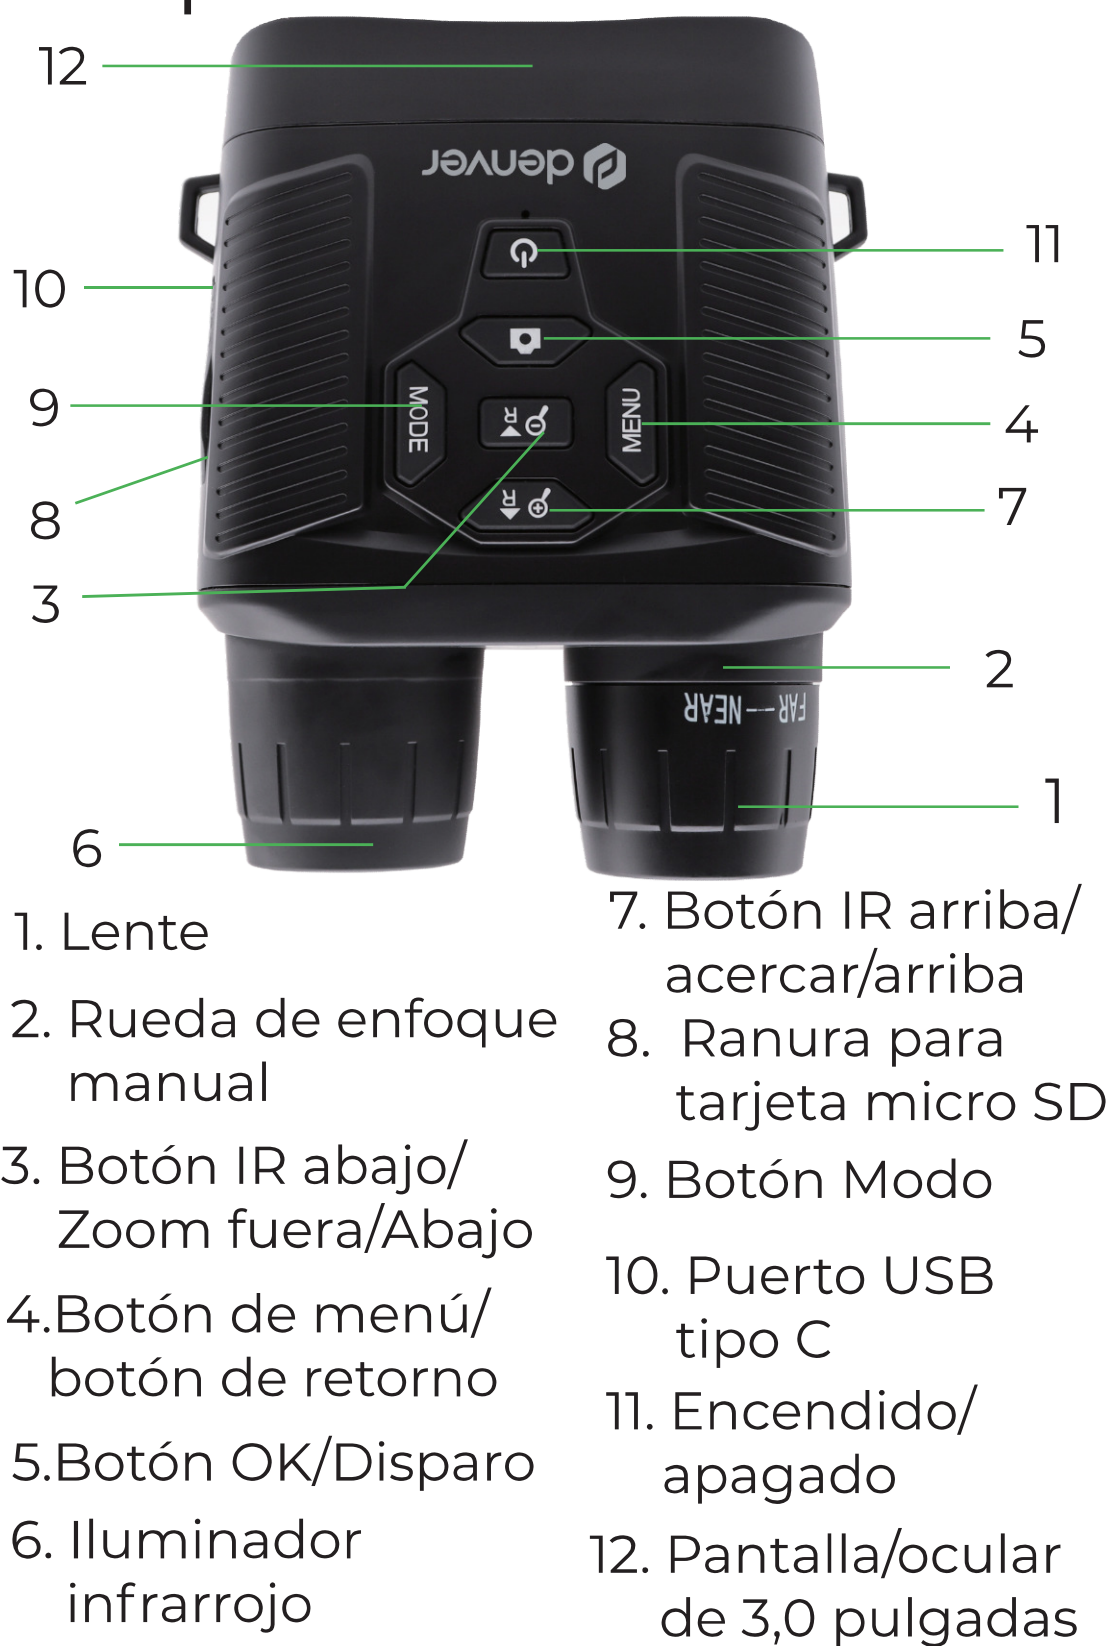 12
denver
11
10
5
MODE
MENU
9
R
4
8
R
7
3
2
FAR---NEAR
1
6
1. Lente
2. Rueda de enfoque
manual
3. Botón IR abajo/
Zoom fuera/Abajo
4.Botón de menú/
botón de retorno
5.Botón OK/Disparo
6. Iluminador
infrarrojo
7. Botón IR arriba/
acercar/arriba
8. Ranura para
tarjeta micro SD
9. Botón Modo
10. Puerto USB
tipo C
11. Encendido/
apagado
12. Pantalla/ocular
de 3,0 pulgadas